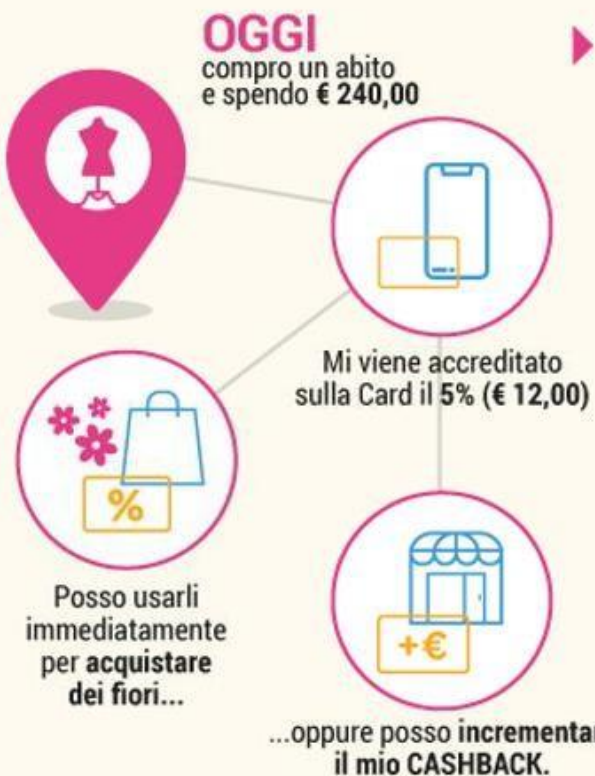 OGGI
compro un abito
e spendo € 240,00
Mi viene accreditato
sulla Card il 5% (€ 12,00)
%
Posso usarli
immediatamente
per acquistare
dei fiori...
+€
...oppure posso incrementar
il mio CASHBACK.